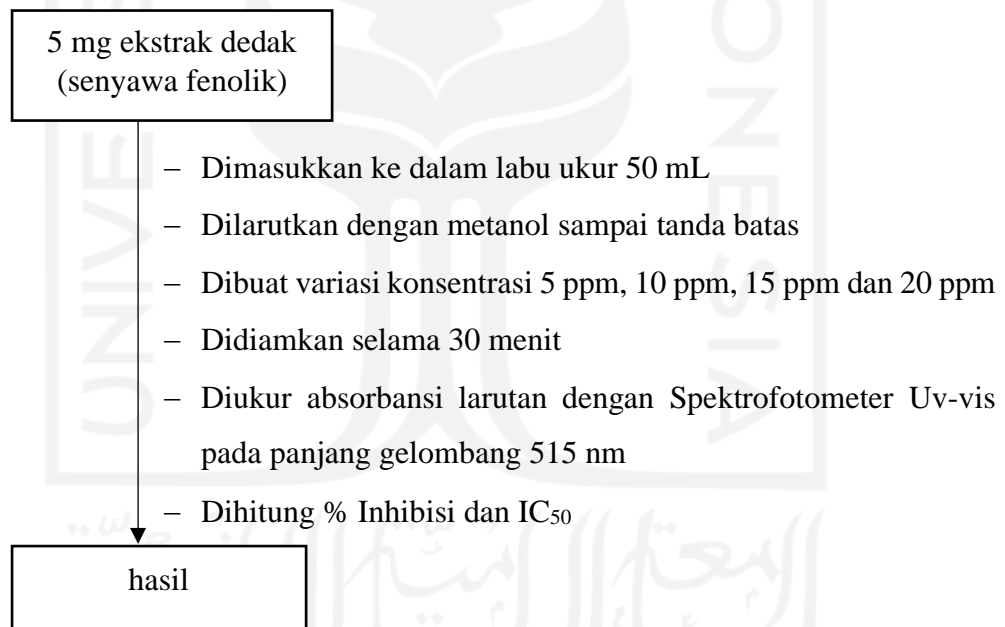 5 mg ekstrak dedak
(senyawa fenolik)
– Dimasukkan ke dalam labu ukur 50 mL
– Dilarutkan dengan metanol sampai tanda batas
– Dibuat variasi konsentrasi 5 ppm, 10 ppm, 15 ppm dan 20 ppm
– Didiamkan selama 30 menit
– Diukur absorbansi larutan dengan Spektrofotometer Uv-vis
pada panjang gelombang 515 nm
– Dihitung % Inhibisi dan IC₅₀
hasil